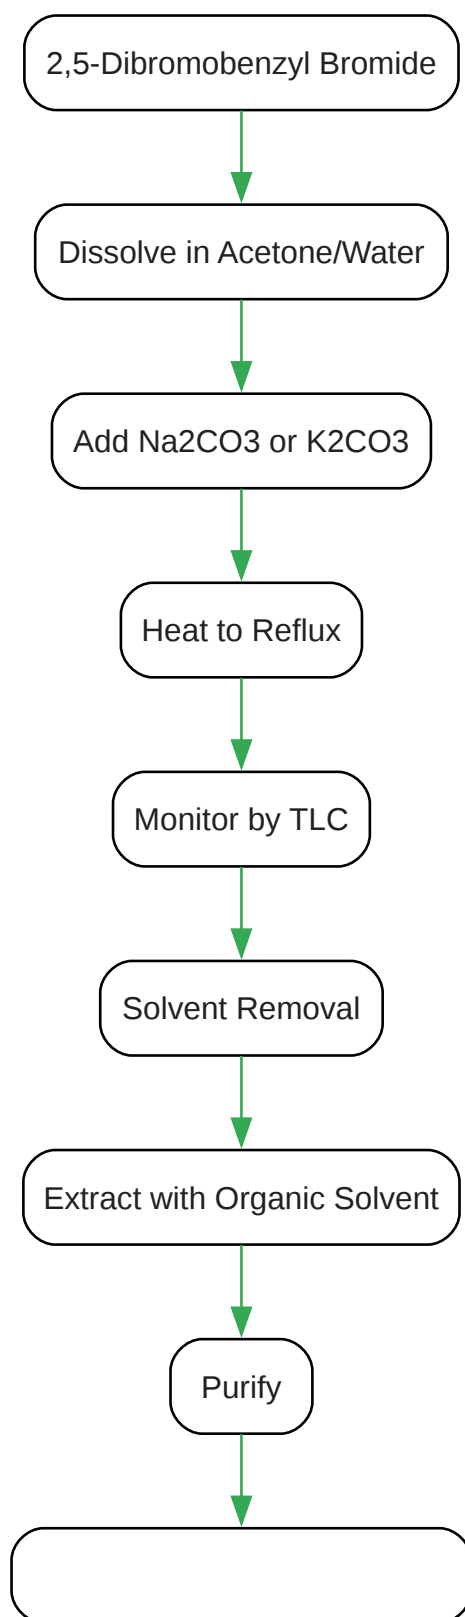 2,5-Dibromobenzyl Bromide
Dissolve in Acetone/Water
Add Na2CO3 or K2CO3
Heat to Reflux
Monitor by TLC
Solvent Removal
Extract with Organic Solvent
Purify